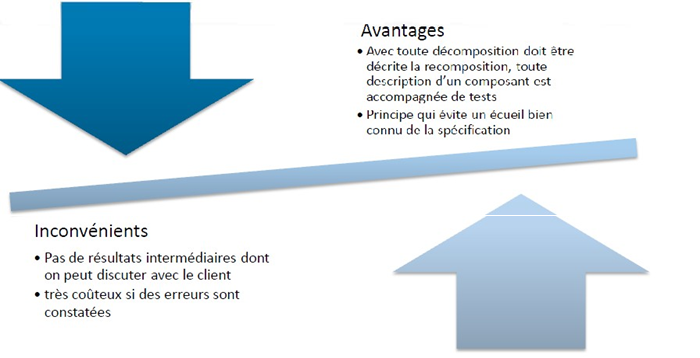 Avantages
• Avec toute décomposition doit être
décrite la recomposition, toute
description d'un composant est
accompagnée de tests
• Principe qui évite un écueil bien
connu de la spécification
Inconvénients
• Pas de résultats intermédiaires dont
on peut discuter avec le client
• très coûteux si des erreurs sont
constatées